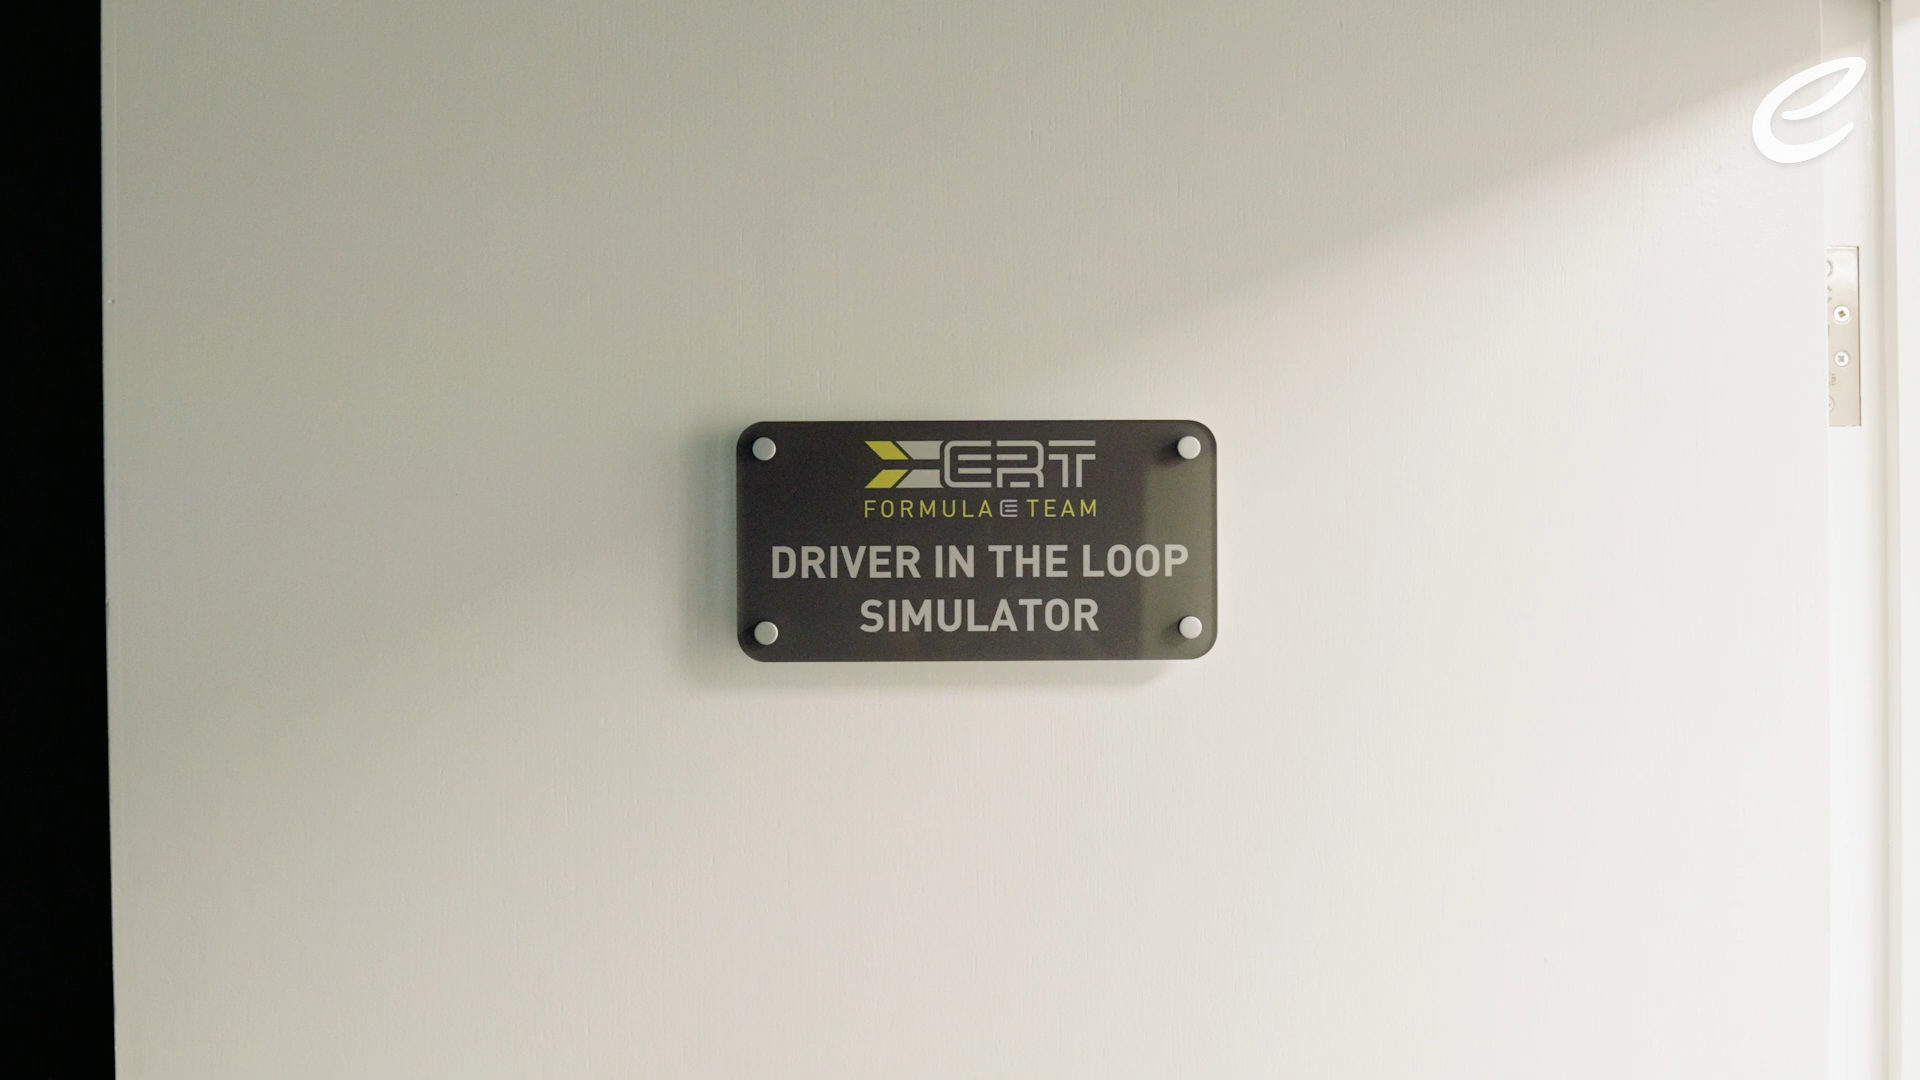 ERT
FORMULA E TEAM
DRIVER IN THE LOOP
SIMULATOR
e